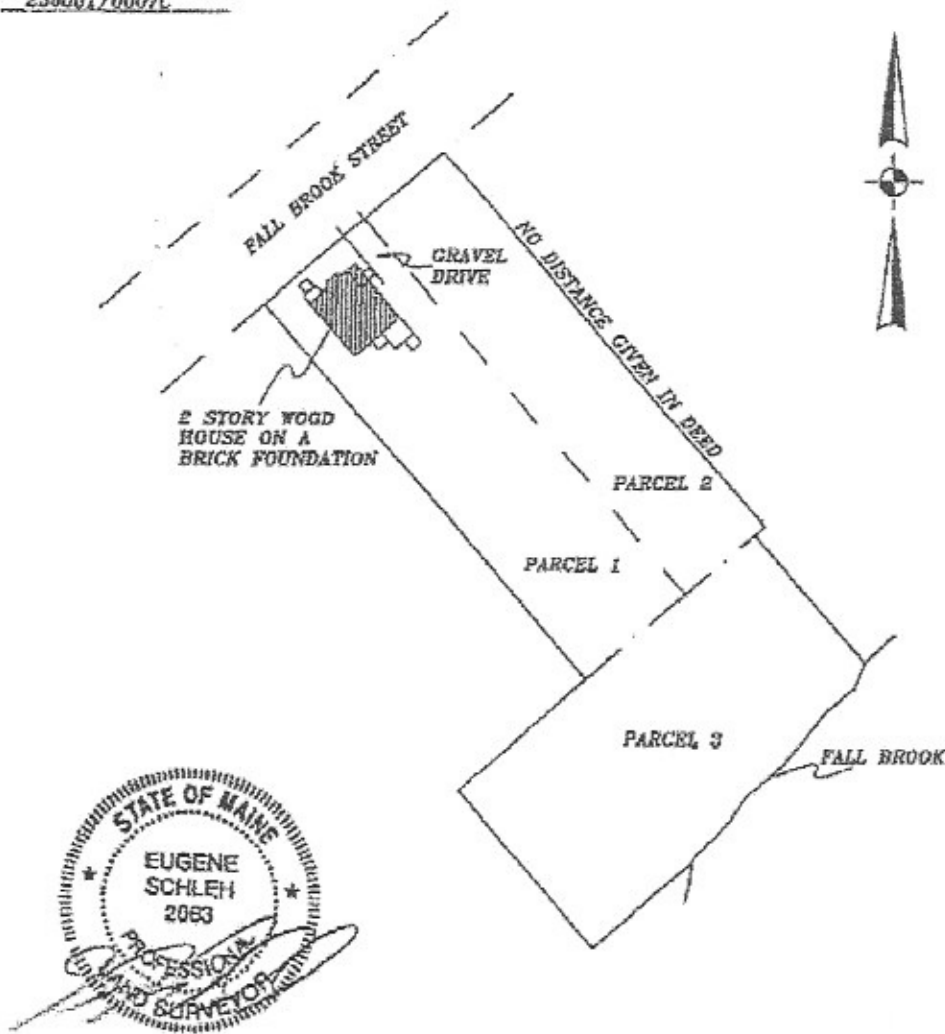 FALL BROOK STREET
GRAVEL
DRIVE
NO DISTANCE GIVEN IN DEED
2 STORY WOOD
HOUSE ON A
BRICK FOUNDATION
PARCEL 2
PARCEL 1
PARCEL 3
FALL BROOK
STATE OF MAINE
EUGENE
SCHLEH
2063
PROFESSIONAL
LAND SURVEYOR